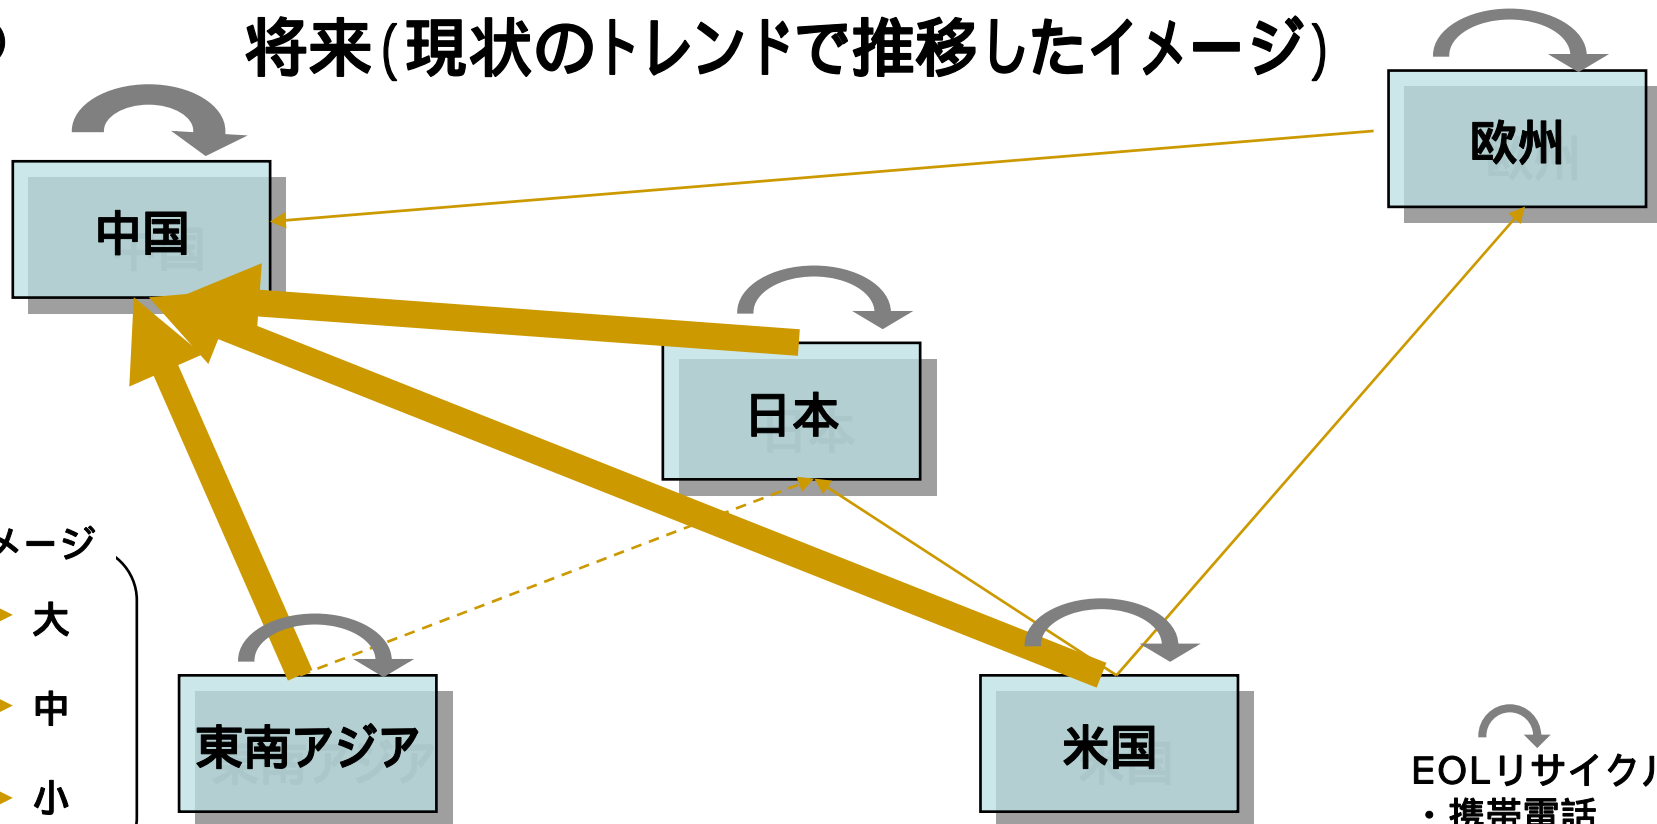 将来(現状のトレンドで推移したイメージ)
欧州
中国
日本
メージ
大
中
小
東南アジア
米国
EOLリサイクル
・携帯電話